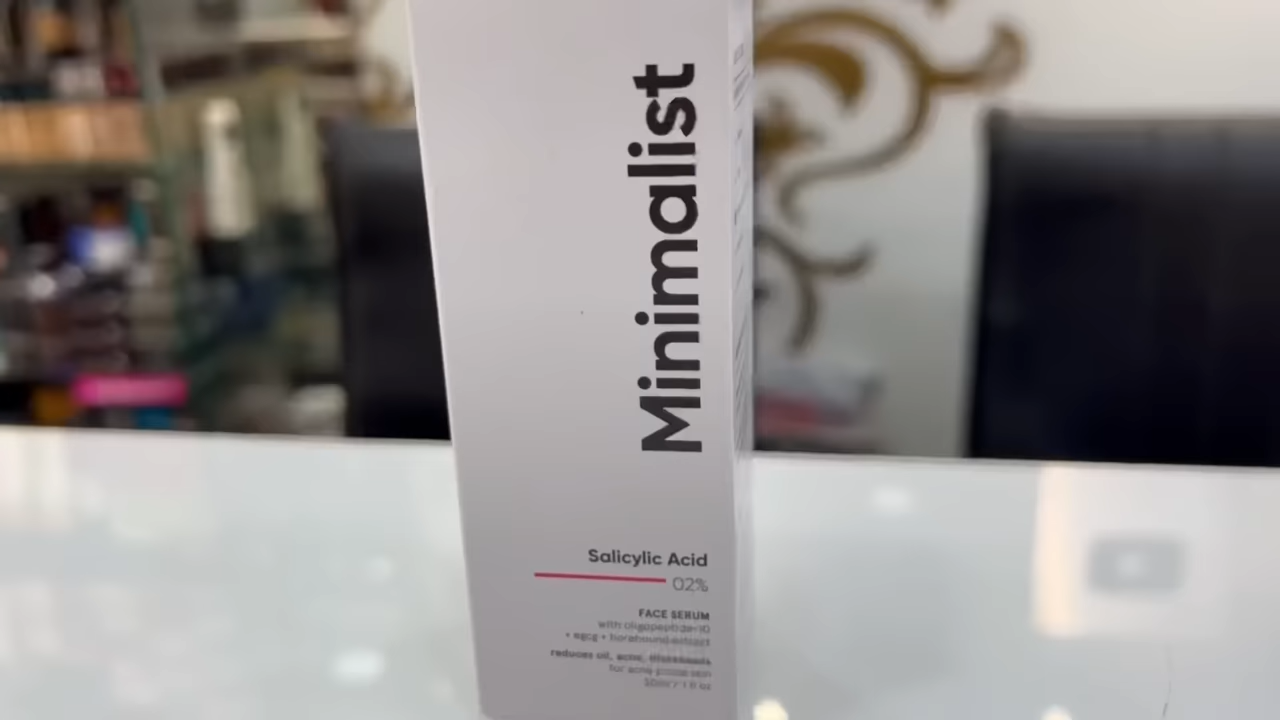 Minimalist
Salicylic Acid
02%
FACE SERUM
with oligopeptide-10
+ egcg + horehound extract
reduces oil, acne,
for acne prone skin